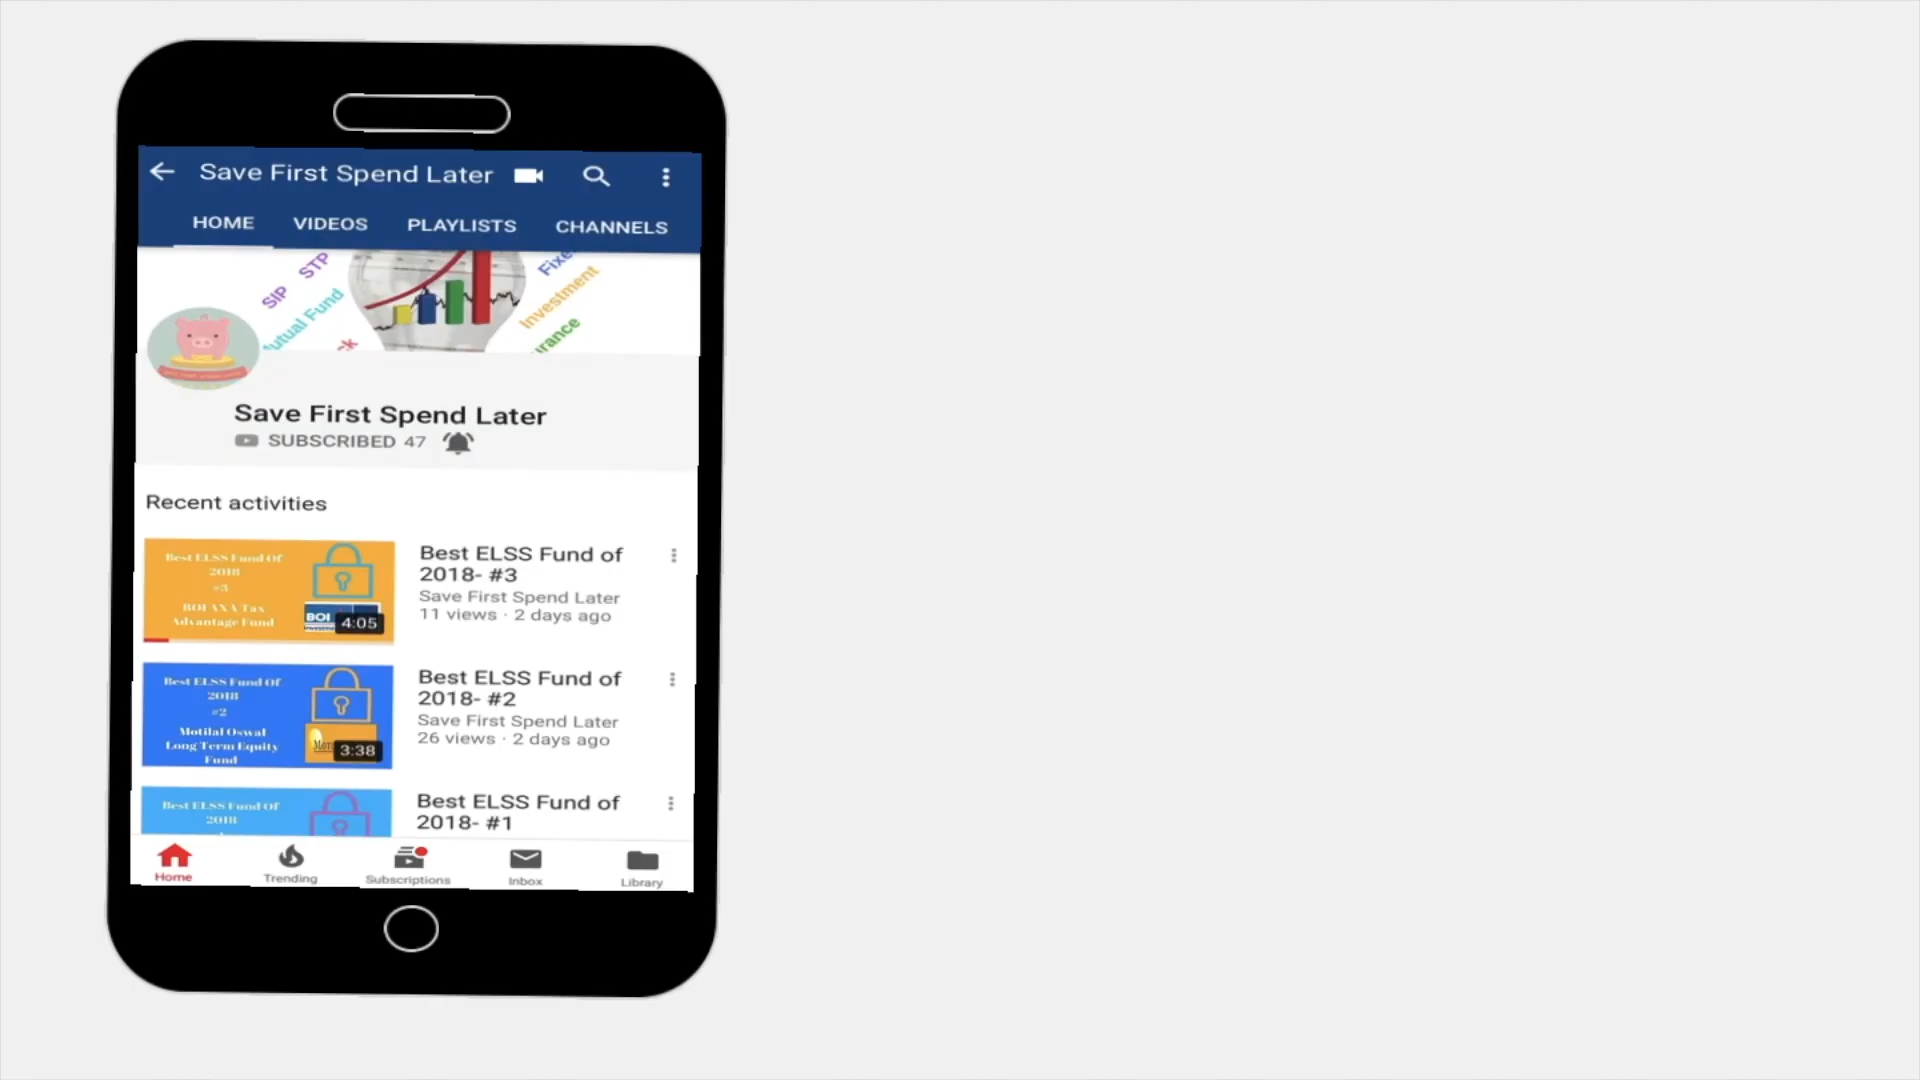 Save First Spend Later
HOME VIDEOS PLAYLISTS CHANNELS
SIP STP
utual Fund
ck
Fixe
Investment
urance
Save First Spend Later
SUBSCRIBED 47
Recent activities
Best ELSS Fund Of
2018
#3
BOI AXA Tax
Advantage Fund
BOI
4:05
Best ELSS Fund of
2018- #3
Save First Spend Later
11 views · 2 days ago
Best ELSS Fund Of
2018
#2
Motilal Oswal
Long Term Equity
Fund
3:38
Best ELSS Fund of
2018- #2
Save First Spend Later
26 views · 2 days ago
Best ELSS Fund Of
2018
Best ELSS Fund of
2018- #1
Home Trending Subscriptions Inbox Library